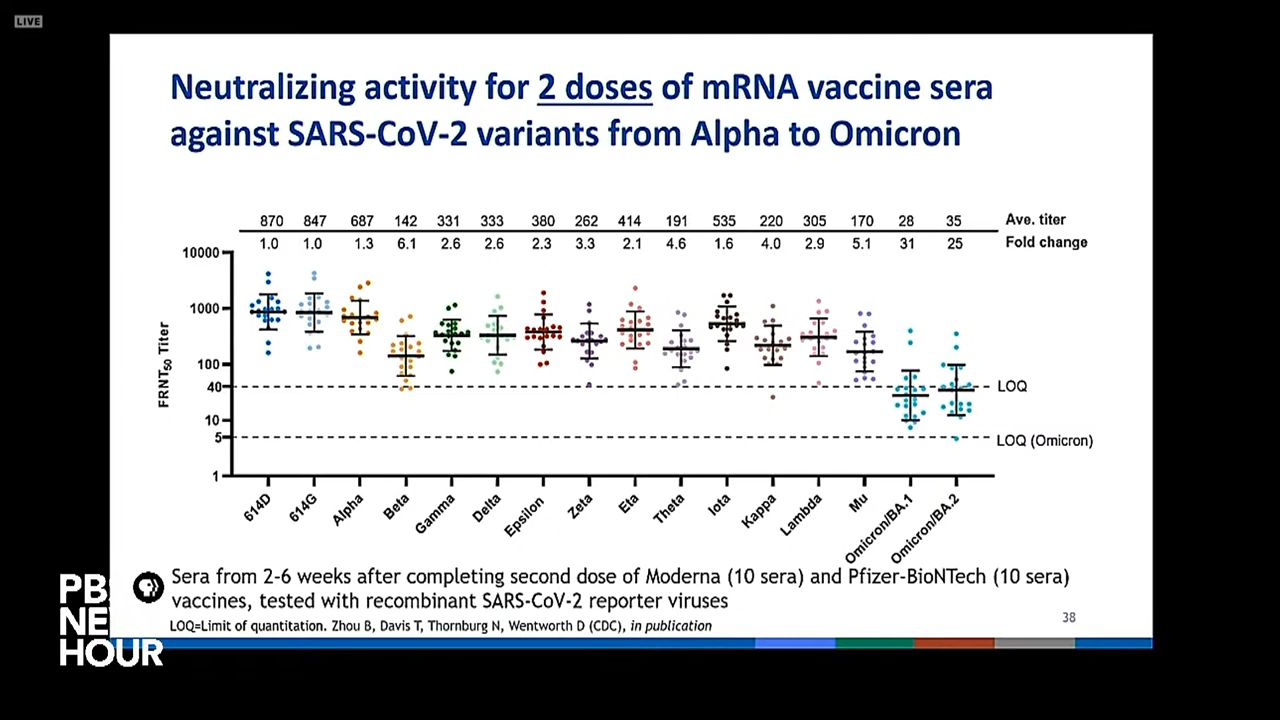 LIVE
Neutralizing activity for 2 doses of mRNA vaccine sera
against SARS-CoV-2 variants from Alpha to Omicron
870 847 687 142 331 333 380 262 414 191 535 220 305 170 28 35 Ave. titer
1.0 1.0 1.3 6.1 2.6 2.6 2.3 3.3 2.1 4.6 1.6 4.0 2.9 5.1 31 25 Fold change
10000
1000
100
40
10
5
1
FRNT50 Titer
LOQ
LOQ (Omicron)
614D 614G Alpha Beta Gamma Delta Epsilon Zeta Eta Theta Iota Kappa Lambda Mu Omicron/BA.1 Omicron/BA.2
Sera from 2-6 weeks after completing second dose of Moderna (10 sera) and Pfizer-BioNTech (10 sera)
vaccines, tested with recombinant SARS-CoV-2 reporter viruses
LOQ=Limit of quantitation. Zhou B, Davis T, Thornburg N, Wentworth D (CDC), in publication
38
PB
NE
HOUR